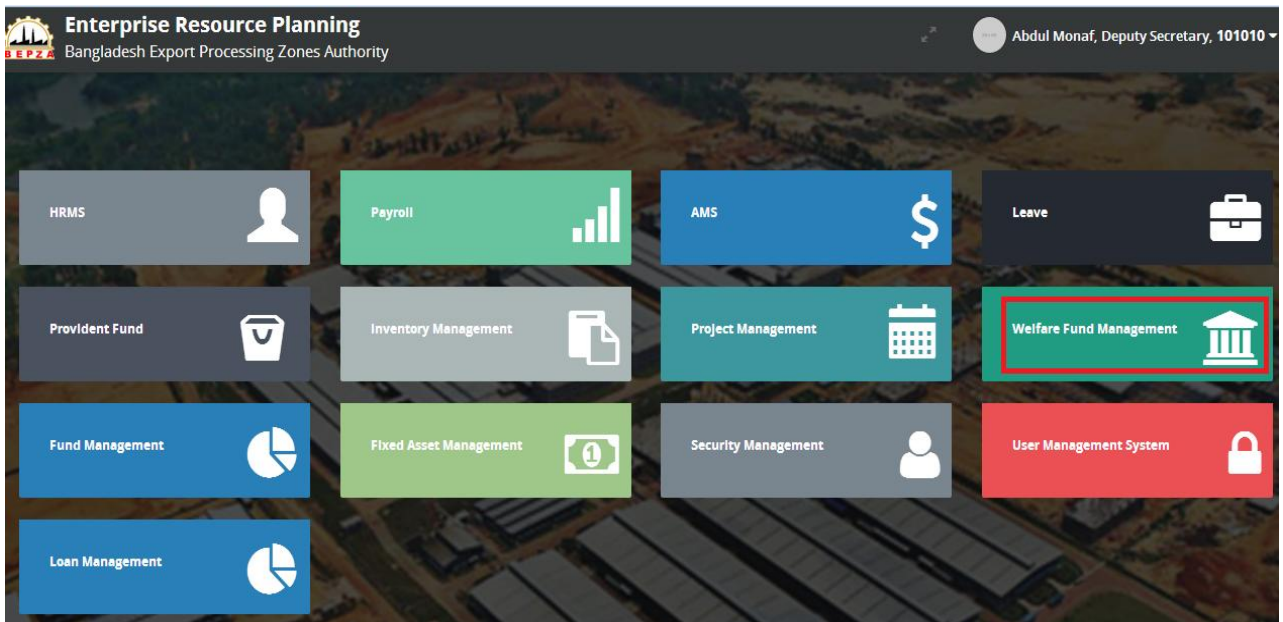 Enterprise Resource Planning
BEPZA
Bangladesh Export Processing Zones Authority
Abdul Monaf, Deputy Secretary, 101010
HRMS
Payroll
AMS
$
Leave
Provident Fund
Inventory Management
Project Management
Welfare Fund Management
Fund Management
Fixed Asset Management
1
Security Management
User Management System
Loan Management